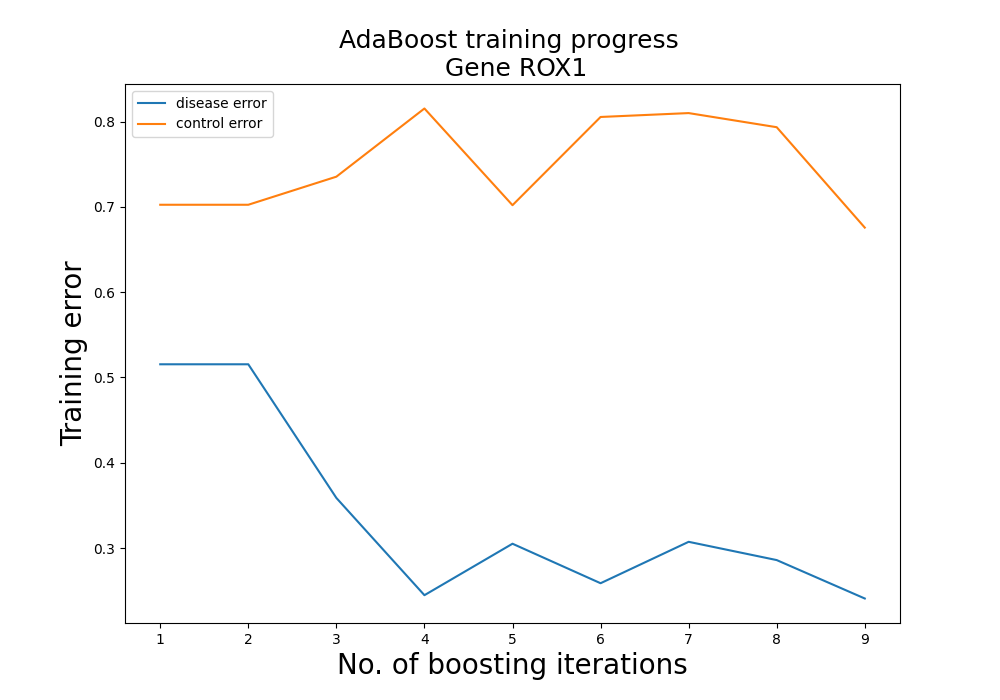 AdaBoost training progress
Gene ROX1
disease error
control error
0.8
0.7
0.6
0.5
0.4
0.3
Training error
1 2 3 4 5 6 7 8 9
No. of boosting iterations